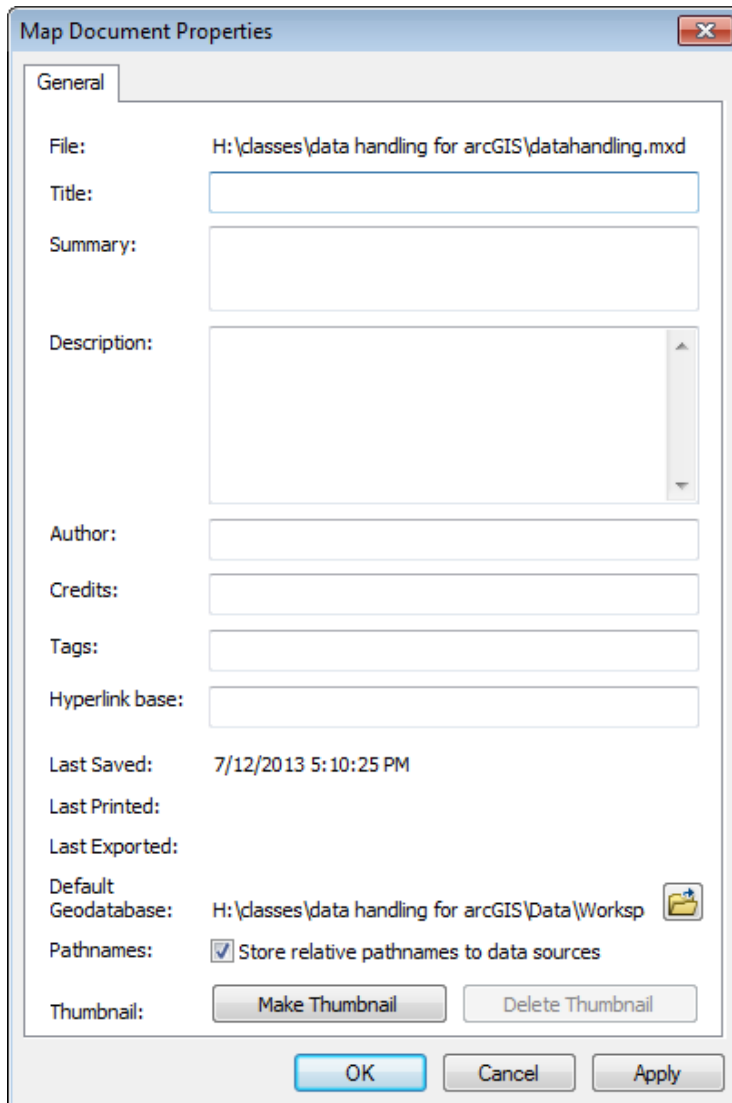 Map Document Properties
General
File: H:\classes\data handling for arcGIS\datahandling.mxd
Title:
Summary:
Description:
Author:
Credits:
Tags:
Hyperlink base:
Last Saved: 7/12/2013 5:10:25 PM
Last Printed:
Last Exported:
Default
Geodatabase: H:\classes\data handling for arcGIS\Data\Worksp
Pathnames: Store relative pathnames to data sources
Thumbnail: Make Thumbnail Delete Thumbnail
OK Cancel Apply